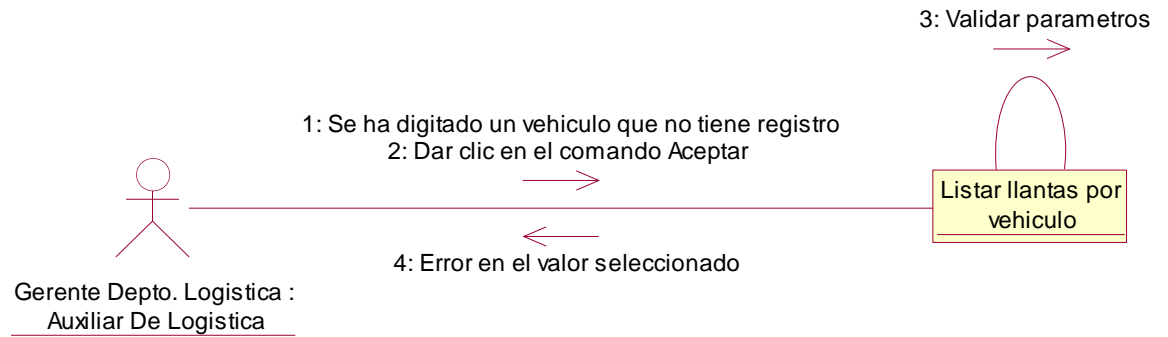 3: Validar parametros
1: Se ha digitado un vehiculo que no tiene registro
2: Dar clic en el comando Aceptar
Listar llantas por
vehiculo
4: Error en el valor seleccionado
Gerente Depto. Logistica :
Auxiliar De Logistica